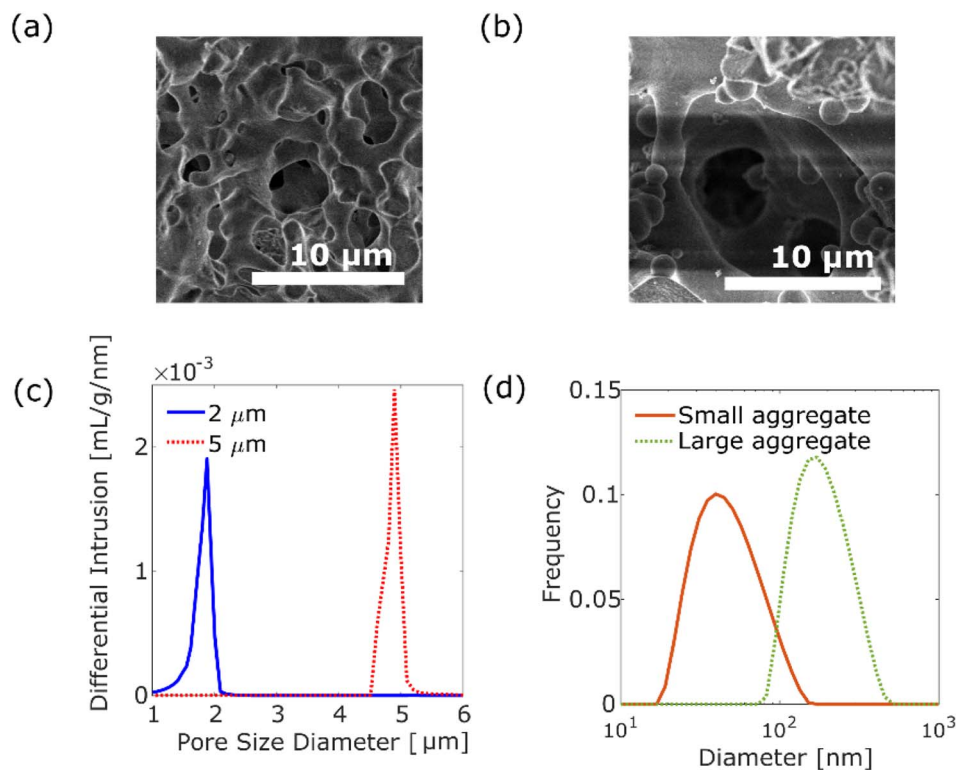 (a)
(b)
10 μm
10 μm
(c)
(d)
×10⁻³
2 μm
5 μm
Differential Intrusion [mL/g/nm]
2
1
0
1
2
3
4
5
6
Pore Size Diameter [μm]
Small aggregate
Large aggregate
Frequency
0.15
0.1
0.05
0
10¹
10²
10³
Diameter [nm]